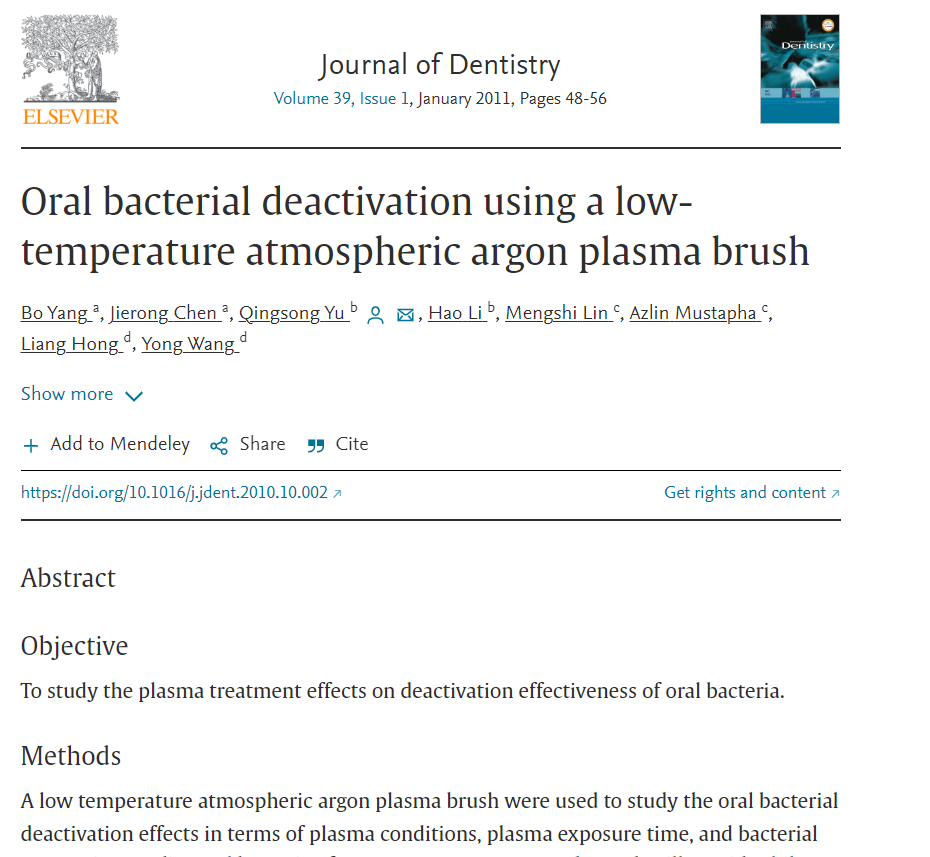 ELSEVIER
Journal of Dentistry
Volume 39, Issue 1, January 2011, Pages 48-56
Dentistry
Oral bacterial deactivation using a low-
temperature atmospheric argon plasma brush
Bo Yang a, Jierong Chen a, Qingsong Yu b, Hao Li b, Mengshi Lin c, Azlin Mustapha c,
Liang Hong d, Yong Wang d
Show more
Add to Mendeley Share Cite
https://doi.org/10.1016/j.jdent.2010.10.002 Get rights and content
Abstract
Objective
To study the plasma treatment effects on deactivation effectiveness of oral bacteria.
Methods
A low temperature atmospheric argon plasma brush were used to study the oral bacterial
deactivation effects in terms of plasma conditions, plasma exposure time, and bacterial